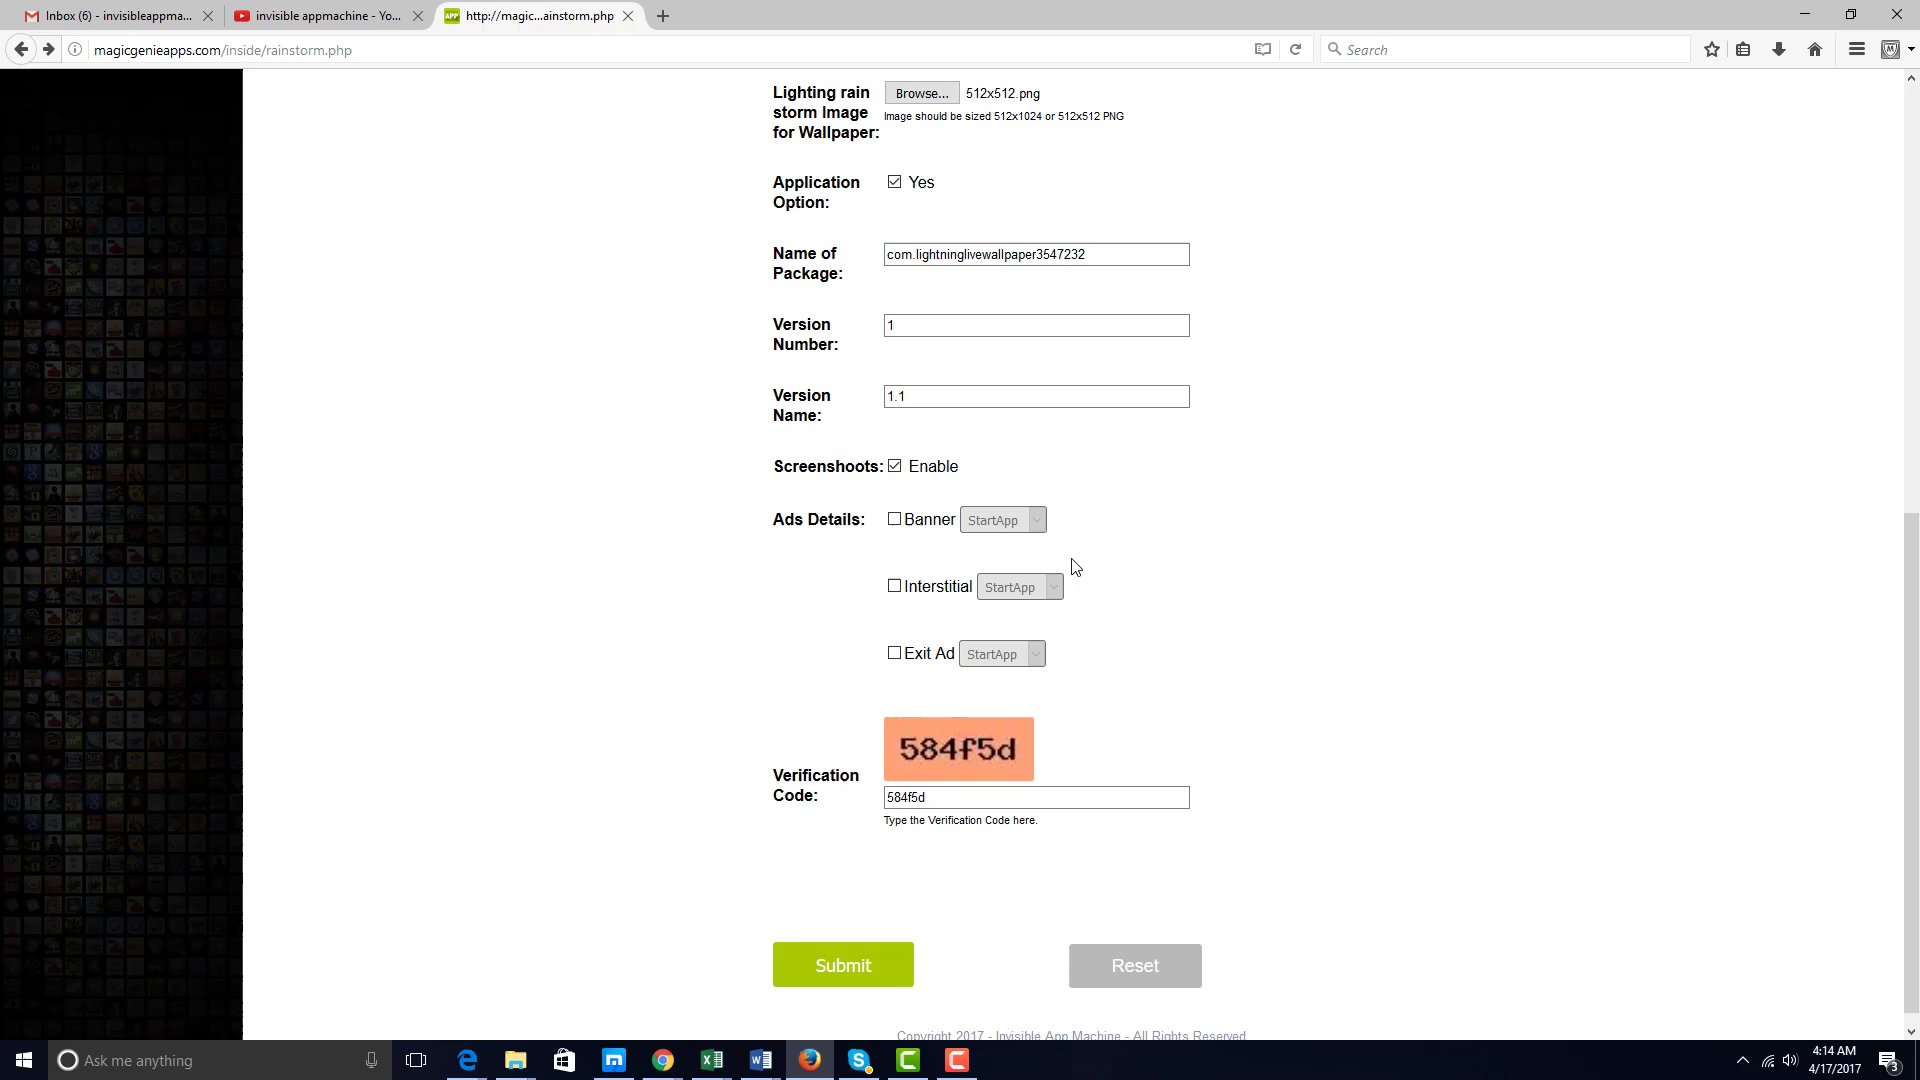 Inbox (6) - invisibleappma...
invisible appmachine - Yo...
APP
http://magic...ainstorm.php
magicgenieapps.com/inside/rainstorm.php
Search
Lighting rain
storm Image
for Wallpaper:
Browse...
512x512.png
Image should be sized 512x1024 or 512x512 PNG
Application
Option:
Yes
Name of
Package:
com.lightninglivewallpaper3547232
Version
Number:
1
Version
Name:
1.1
Screenshoots:
Enable
Ads Details:
Banner
StartApp
Interstitial
StartApp
Exit Ad
StartApp
584f5d
Verification
Code:
584f5d
Type the Verification Code here.
Submit
Reset
Copyright 2017 - Invisible App Machine - All Rights Reserved
Ask me anything
4:14 AM
4/17/2017
3